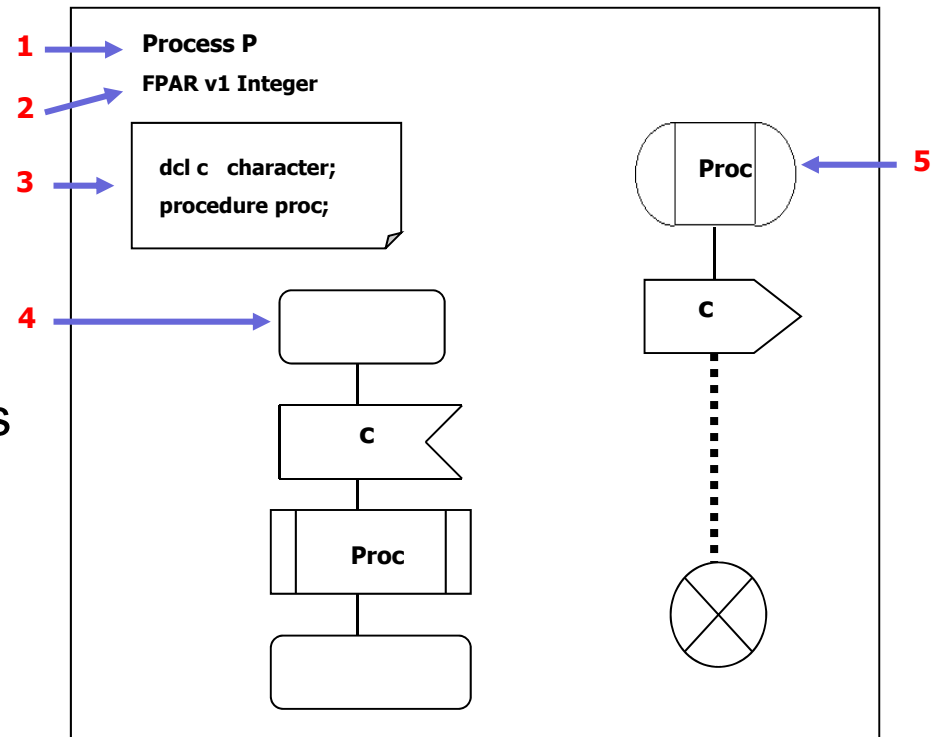 1
Process P
2
FPAR v1 Integer
3
dcl c character;
procedure proc;
Proc
5
4
c
s
c
Proc